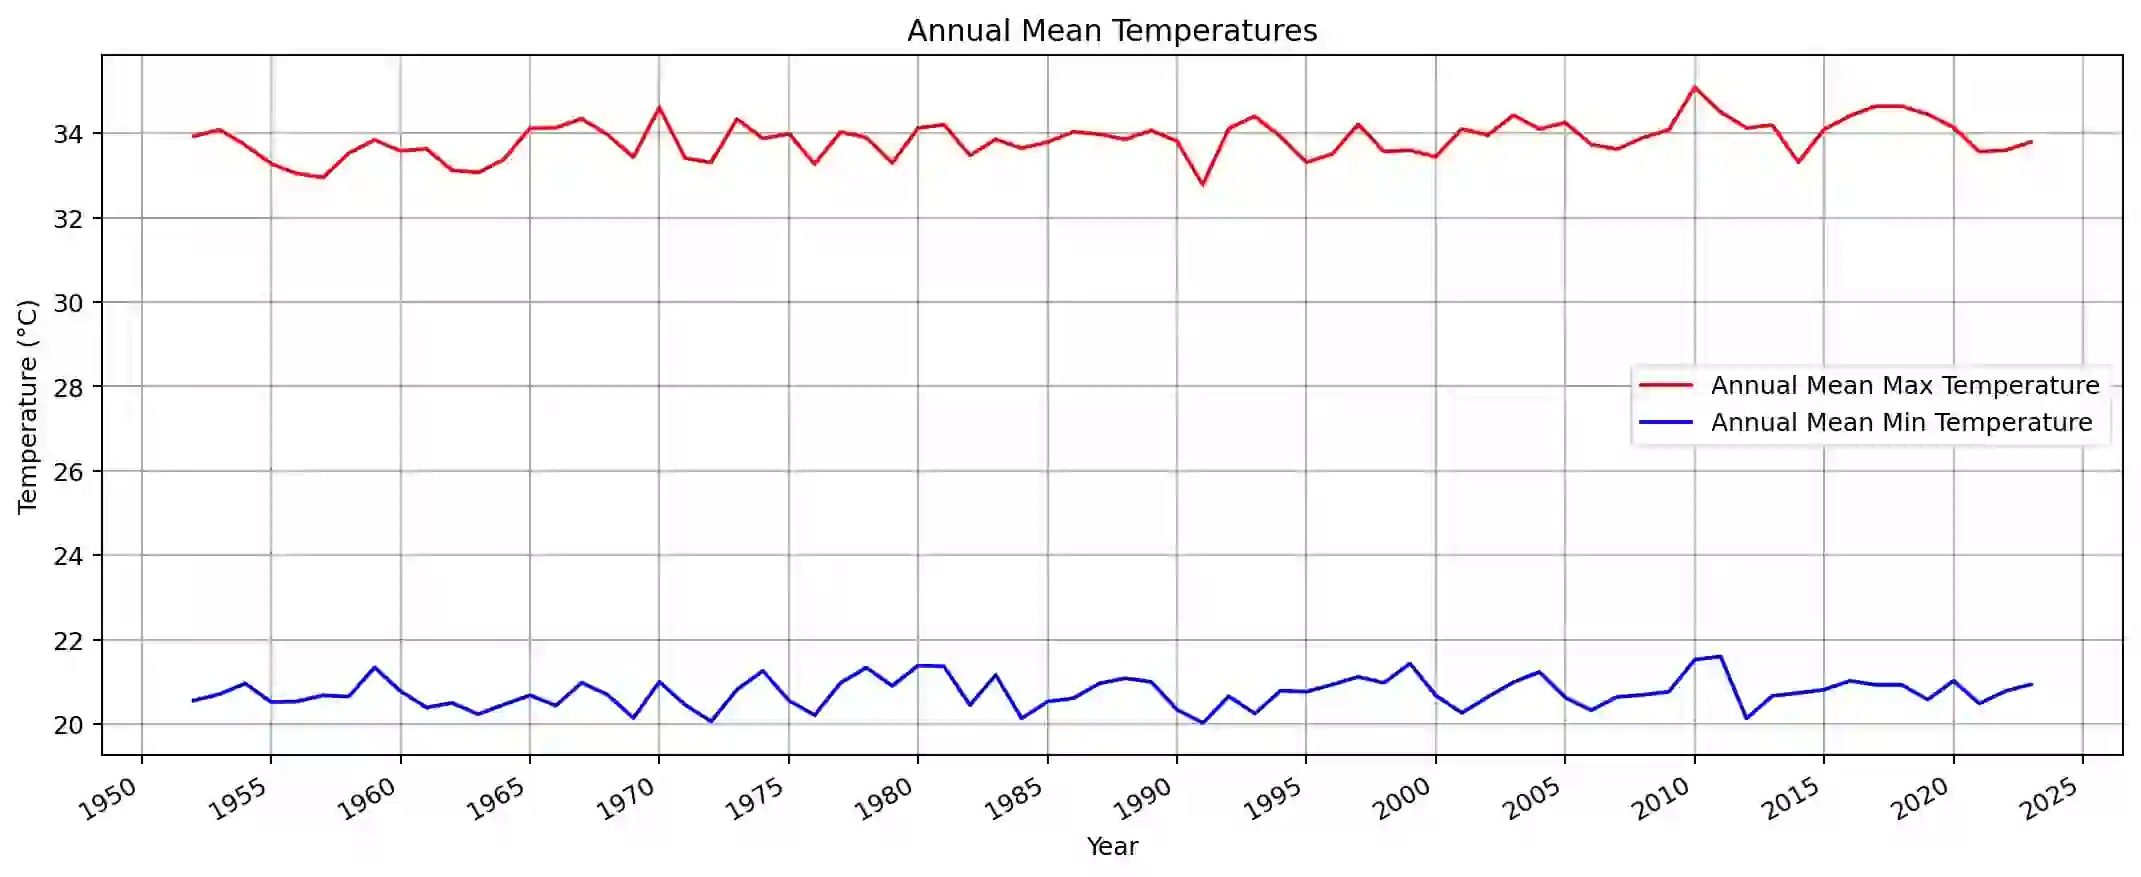 Annual Mean Temperatures
Temperature (°C)
34
32
30
28
26
24
22
20
Annual Mean Max Temperature
Annual Mean Min Temperature
1950 1955 1960 1965 1970 1975 1980 1985 1990 1995 2000 2005 2010 2015 2020 2025
Year